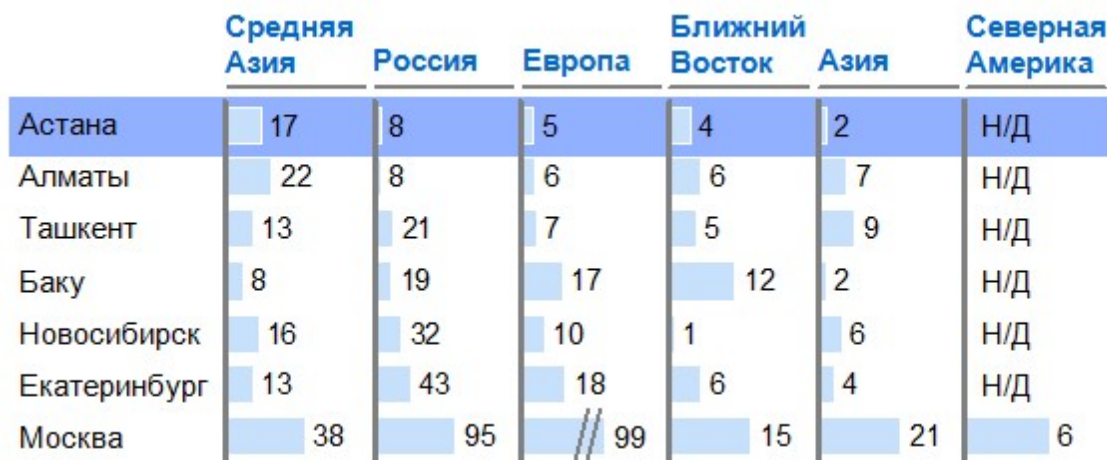 Средняя Азия Россия Европа Ближний Восток Азия Северная Америка
Астана 17 8 5 4 2 Н/Д
Алматы 22 8 6 6 7 Н/Д
Ташкент 13 21 7 5 9 Н/Д
Баку 8 19 17 12 2 Н/Д
Новосибирск 16 32 10 1 6 Н/Д
Екатеринбург 13 43 18 6 4 Н/Д
Москва 38 95 99 15 21 6